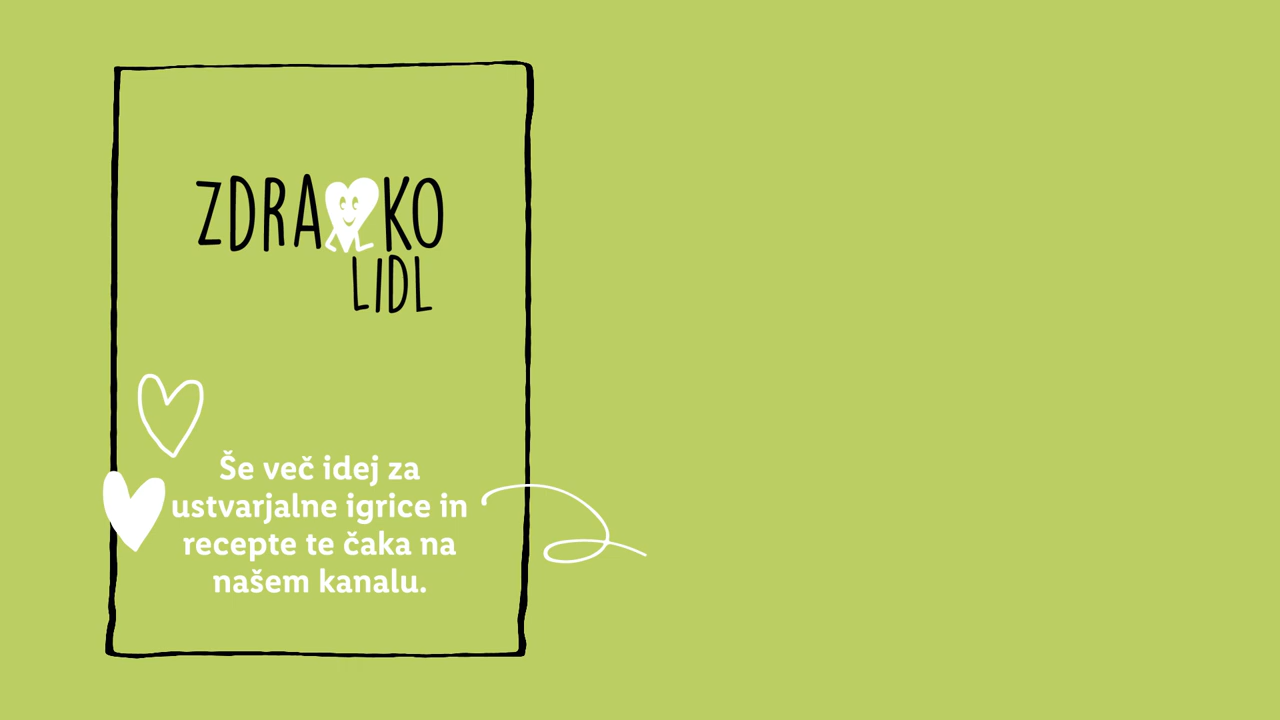 ZDRAVKO
LIDL
Še več idej za
ustvarjalne igrice in
recepte te čaka na
našem kanalu.